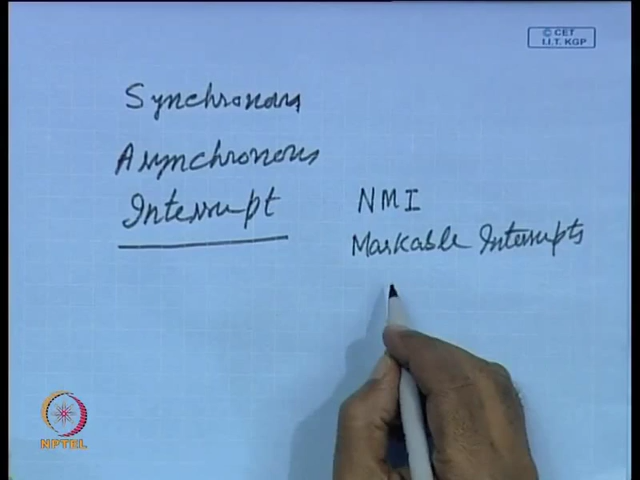 © CET
I.I.T. KGP
Synchronous
Asynchronous
Interrupt
NMI
Maskable Interrupts
NPTEL